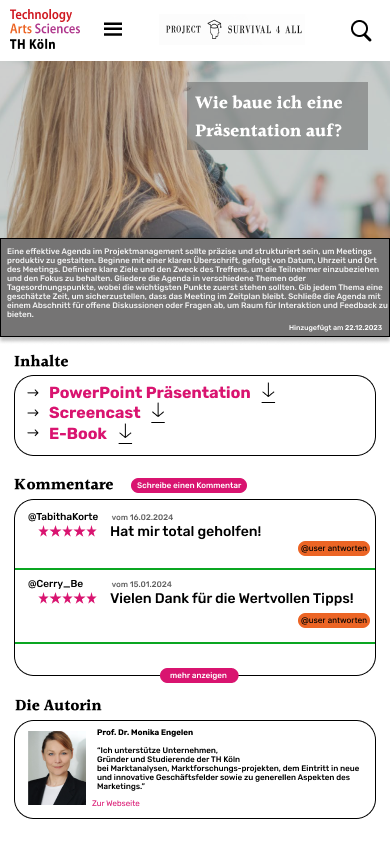 Technology
Arts Sciences
TH Köln
PROJECT SURVIVAL 4 ALL
Wie baue ich eine
Präsentation auf?
Eine effektive Agenda im Projektmanagement sollte präzise und strukturiert sein, um Meetings
produktiv zu gestalten. Beginne mit einer klaren Überschrift, gefolgt von Datum, Uhrzeit und Ort
des Meetings. Definiere klare Ziele und den Zweck des Treffens, um die Teilnehmer einzubeziehen
und den Fokus zu behalten. Gliedere die Agenda in verschiedene Themen oder
Tagesordnungspunkte, wobei die wichtigsten Punkte zuerst stehen sollten. Gib jedem Thema eine
geschätzte Zeit, um sicherzustellen, dass das Meeting im Zeitplan bleibt. Schließe die Agenda mit
einem Abschnitt für offene Diskussionen oder Fragen ab, um Raum für Interaktion und Feedback zu
bieten.
Hinzugefügt am 22.12.2023
Inhalte
→ PowerPoint Präsentation
→ Screencast
→ E-Book
Kommentare Schreibe einen Kommentar
@TabithaKorte vom 16.02.2024
★★★★★ Hat mir total geholfen!
@user antworten
@Cerry_Be vom 15.01.2024
★★★★★ Vielen Dank für die Wertvollen Tipps!
@user antworten
mehr anzeigen
Die Autorin
Prof. Dr. Monika Engelen
"Ich unterstütze Unternehmen,
Gründer und Studierende der TH Köln
bei Marktanalysen, Marktforschungs-projekten, dem Eintritt in neue
und innovative Geschäftsfelder sowie zu generellen Aspekten des
Marketings."
Zur Webseite